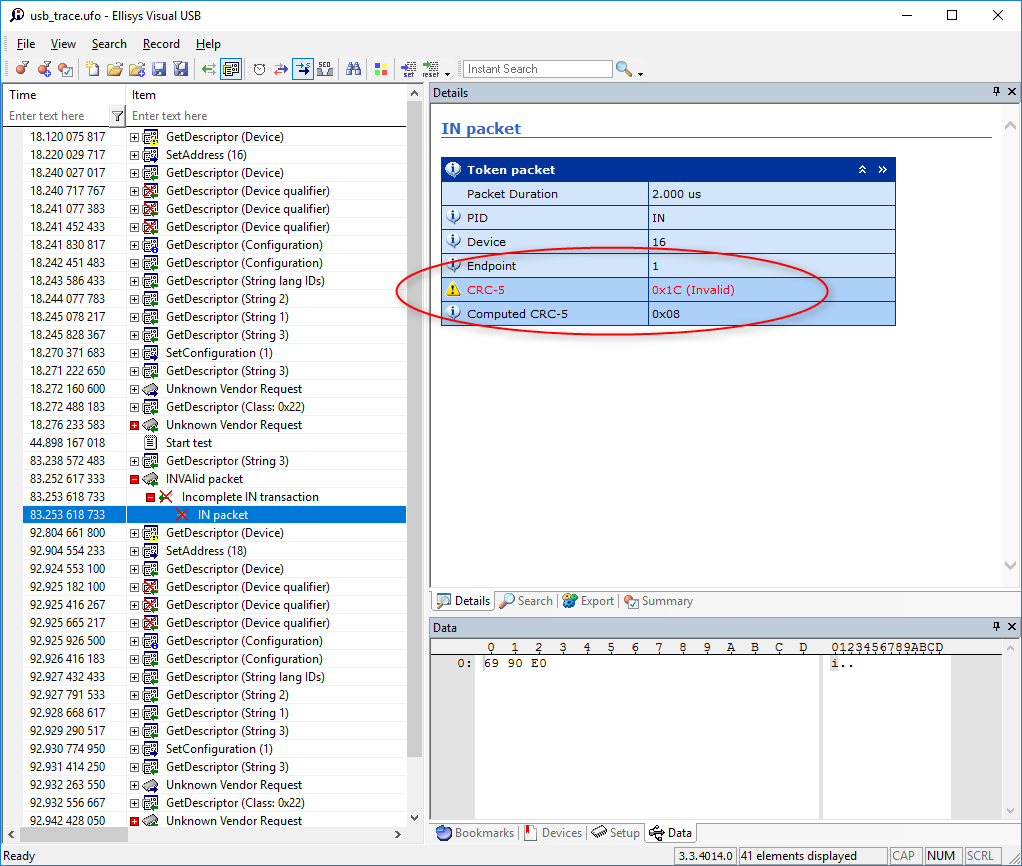 usb_trace.ufo - Ellisys Visual USB
File View Search Record Help
SEQ set reset Instant Search
Time Item
Enter text here Enter text here
18.120 075 817 GetDescriptor (Device)
18.220 029 717 SetAddress (16)
18.240 027 017 GetDescriptor (Device)
18.240 717 767 GetDescriptor (Device qualifier)
18.241 077 383 GetDescriptor (Device qualifier)
18.241 452 433 GetDescriptor (Device qualifier)
18.241 830 817 GetDescriptor (Configuration)
18.242 451 483 GetDescriptor (Configuration)
18.243 586 433 GetDescriptor (String lang IDs)
18.244 077 783 GetDescriptor (String 2)
18.245 078 217 GetDescriptor (String 1)
18.245 828 367 GetDescriptor (String 3)
18.270 371 683 SetConfiguration (1)
18.271 222 650 GetDescriptor (String 3)
18.272 160 600 Unknown Vendor Request
18.272 488 183 GetDescriptor (Class: 0x22)
18.276 233 583 Unknown Vendor Request
44.898 167 018 Start test
83.238 572 483 GetDescriptor (String 3)
83.252 617 333 INVAlid packet
83.253 618 733 Incomplete IN transaction
83.253 618 733 IN packet
92.804 661 800 GetDescriptor (Device)
92.904 554 233 SetAddress (18)
92.924 553 100 GetDescriptor (Device)
92.925 182 100 GetDescriptor (Device qualifier)
92.925 416 267 GetDescriptor (Device qualifier)
92.925 665 217 GetDescriptor (Device qualifier)
92.925 926 500 GetDescriptor (Configuration)
92.926 416 183 GetDescriptor (Configuration)
92.927 432 433 GetDescriptor (String lang IDs)
92.927 791 533 GetDescriptor (String 2)
92.928 668 617 GetDescriptor (String 1)
92.929 290 517 GetDescriptor (String 3)
92.930 774 950 SetConfiguration (1)
92.931 414 250 GetDescriptor (String 3)
92.932 263 550 Unknown Vendor Request
92.932 556 667 GetDescriptor (Class: 0x22)
92.942 428 050 Unknown Vendor Request
Details
IN packet
Token packet
Packet Duration 2.000 us
PID IN
Device 16
Endpoint 1
CRC-5 0x1C (Invalid)
Computed CRC-5 0x08
Details Search Export Summary
Data
0 1 2 3 4 5 6 7 8 9 A B C D 0123456789ABCD
0: 69 90 E0 i..
Bookmarks Devices Setup Data
Ready 3.3.4014.0 41 elements displayed CAP NUM SCRL